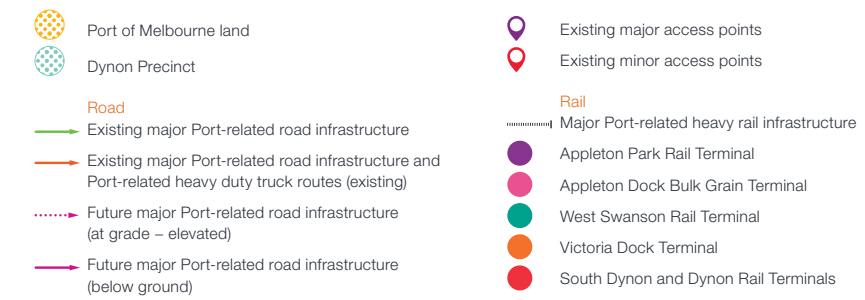 Port of Melbourne land
Dynon Precinct
Road
Existing major Port-related road infrastructure
Existing major Port-related road infrastructure and
Port-related heavy duty truck routes (existing)
Future major Port-related road infrastructure
(at grade – elevated)
Future major Port-related road infrastructure
(below ground)
Existing major access points
Existing minor access points
Rail
Major Port-related heavy rail infrastructure
Appleton Park Rail Terminal
Appleton Dock Bulk Grain Terminal
West Swanson Rail Terminal
Victoria Dock Terminal
South Dynon and Dynon Rail Terminals